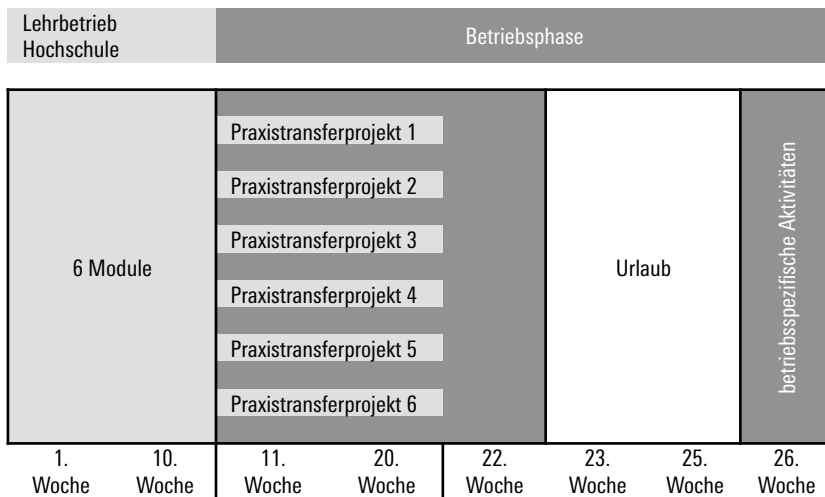 Lehrbetrieb
Hochschule
Betriebsphase
6 Module
Praxistransferprojekt 1
Praxistransferprojekt 2
Praxistransferprojekt 3
Praxistransferprojekt 4
Praxistransferprojekt 5
Praxistransferprojekt 6
Urlaub
betriebsspezifische Aktivitäten
1. Woche
10. Woche
11. Woche
20. Woche
22. Woche
23. Woche
25. Woche
26. Woche